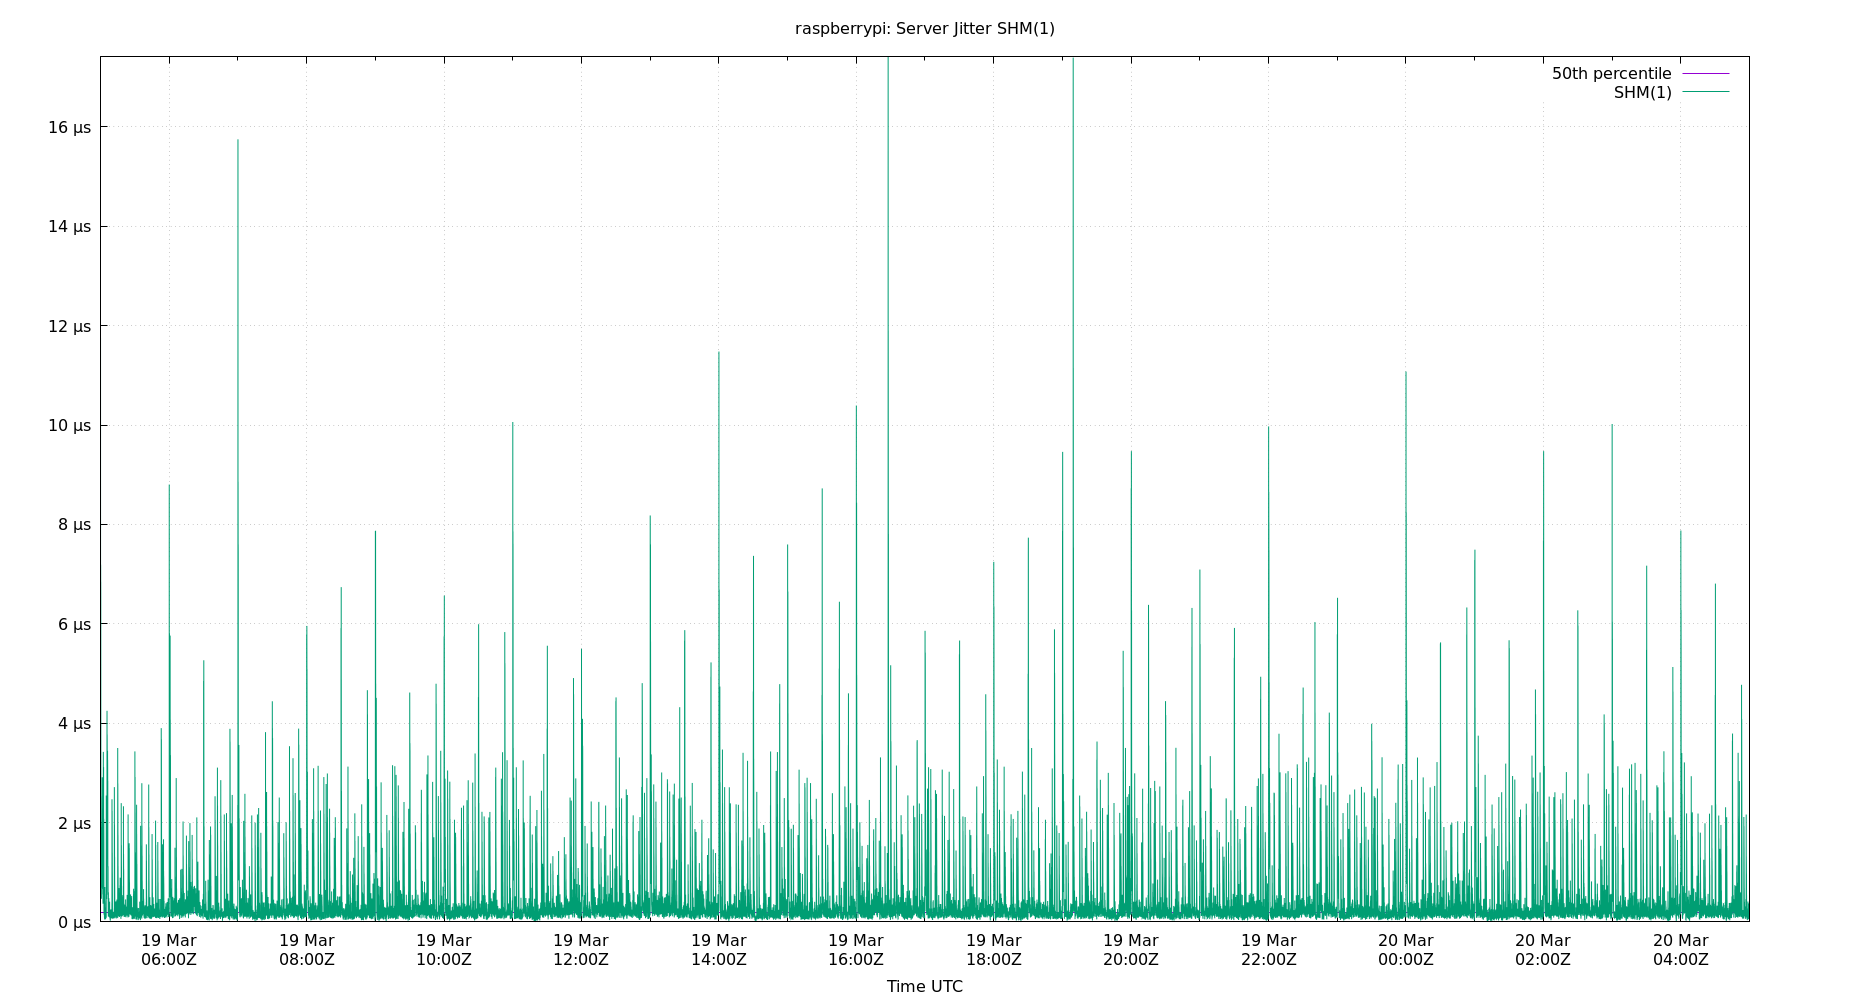 raspberrypi: Server Jitter SHM(1)
50th percentile
SHM(1)
16 µs
14 µs
12 µs
10 µs
8 µs
6 µs
4 µs
2 µs
0 µs
19 Mar
06:00Z
19 Mar
08:00Z
19 Mar
10:00Z
19 Mar
12:00Z
19 Mar
14:00Z
19 Mar
16:00Z
19 Mar
18:00Z
19 Mar
20:00Z
19 Mar
22:00Z
20 Mar
00:00Z
20 Mar
02:00Z
20 Mar
04:00Z
Time UTC